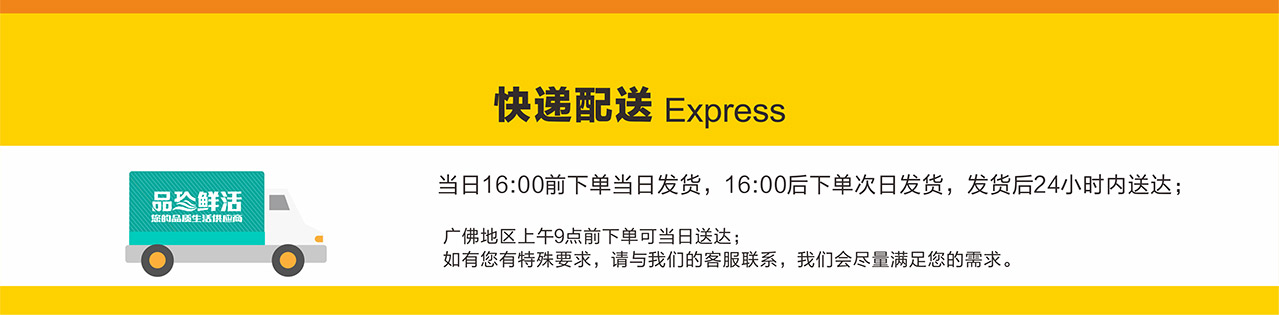 快递配送 Express
品珍鲜活
您的品质生活供应商
当日16:00前下单当日发货，16:00后下单次日发货，发货后24小时内送达；
广佛地区上午9点前下单可当日送达；
如有您有特殊要求，请与我们的客服联系，我们会尽量满足您的需求。